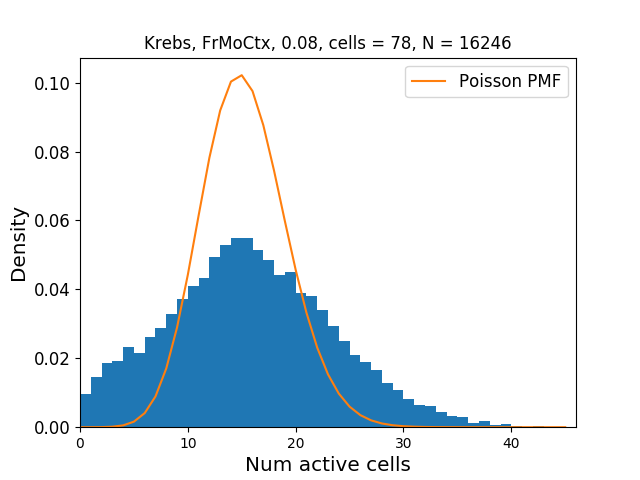 Krebs, FrMoCtx, 0.08, cells = 78, N = 16246
Poisson PMF
0.10
0.08
0.06
0.04
0.02
0.00
Density
0 10 20 30 40
Num active cells